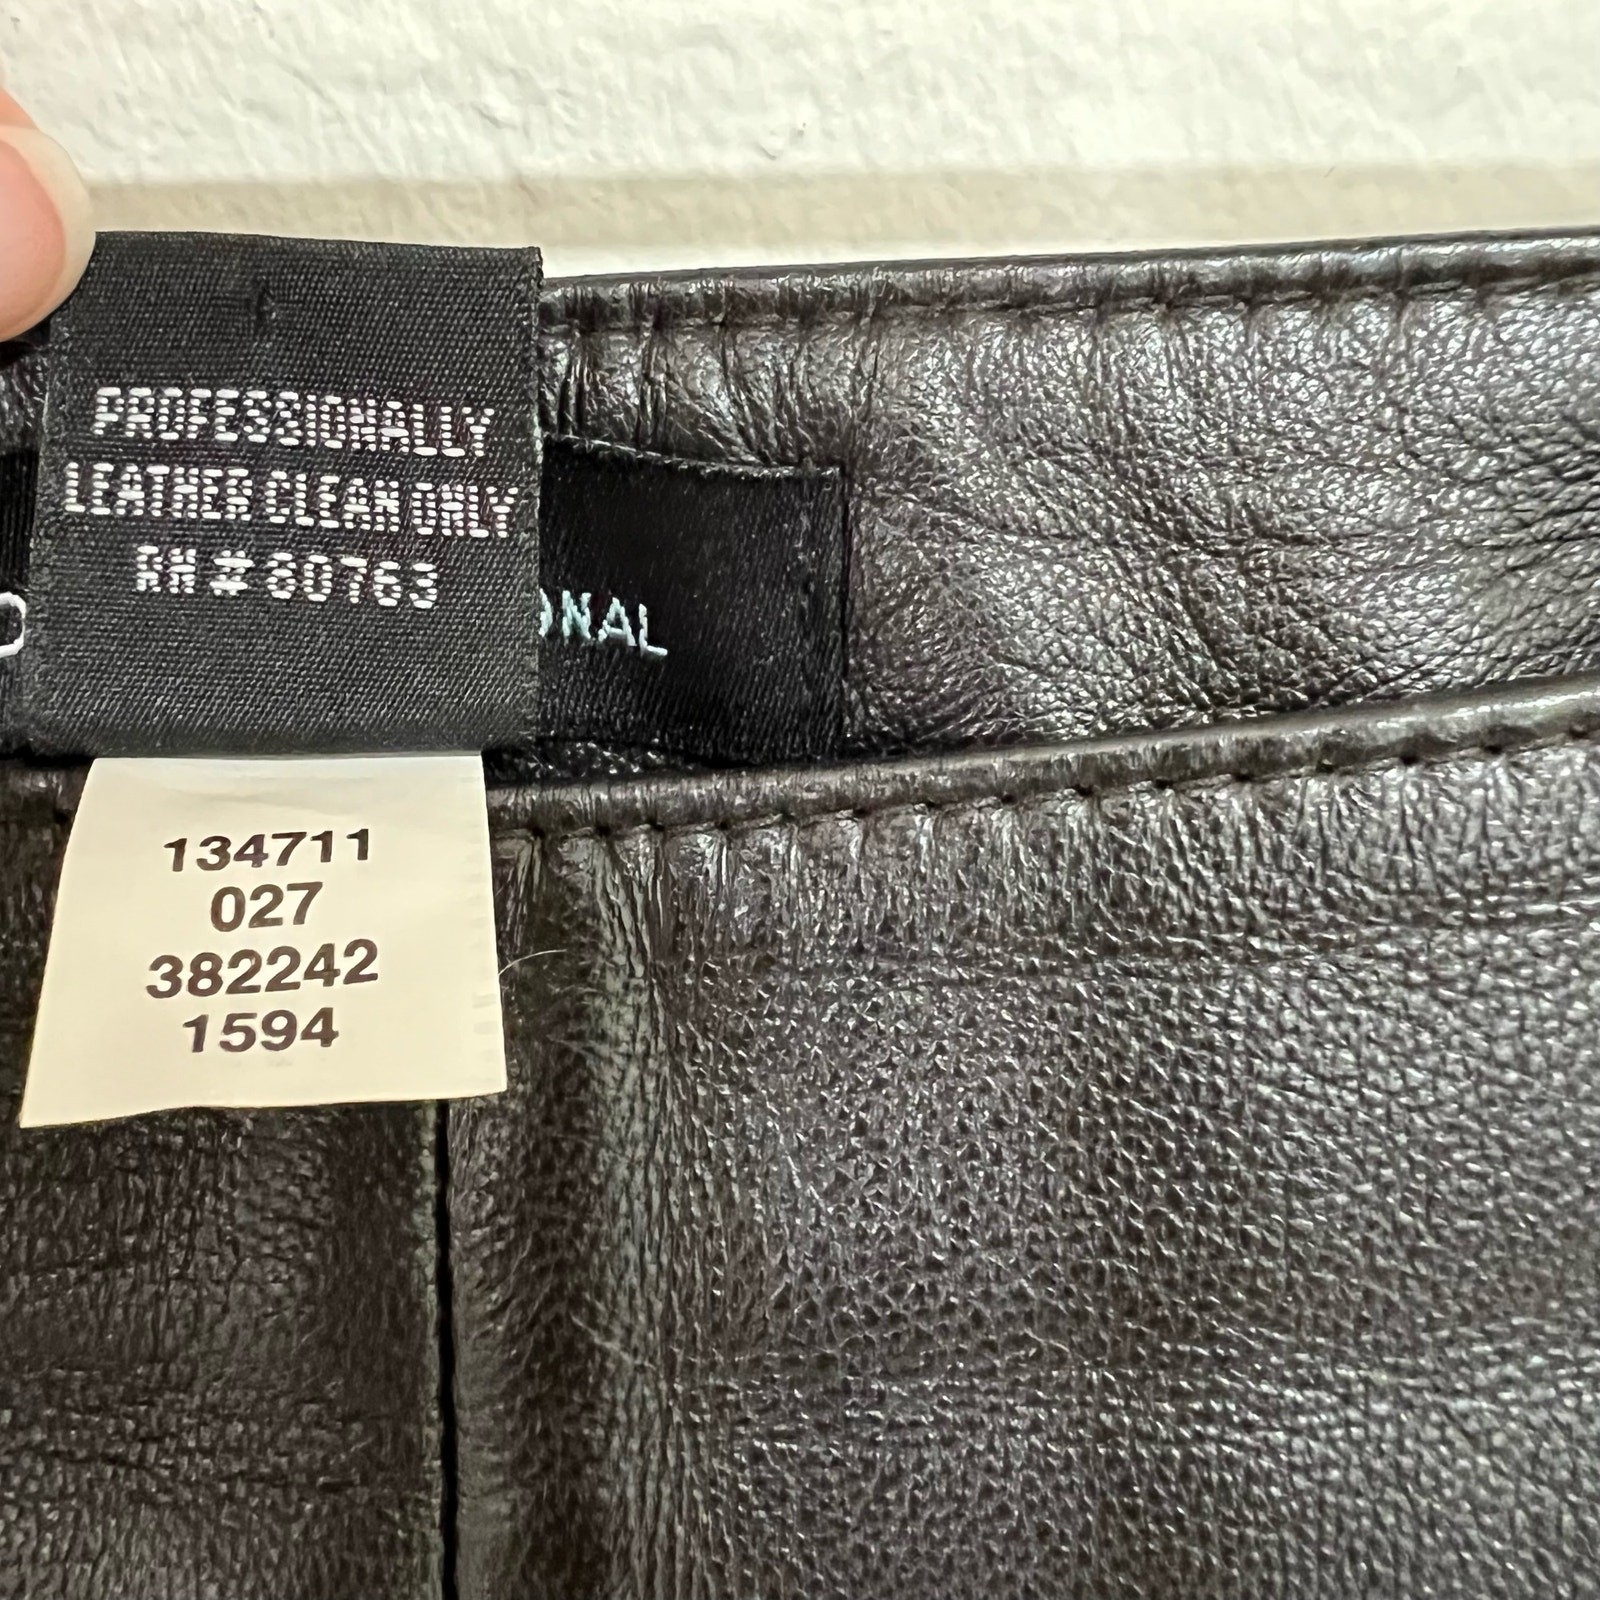 PROFESSIONALLY
LEATHER CLEAN ONLY
RN#80763
ONAL
134711
027
382242
1594